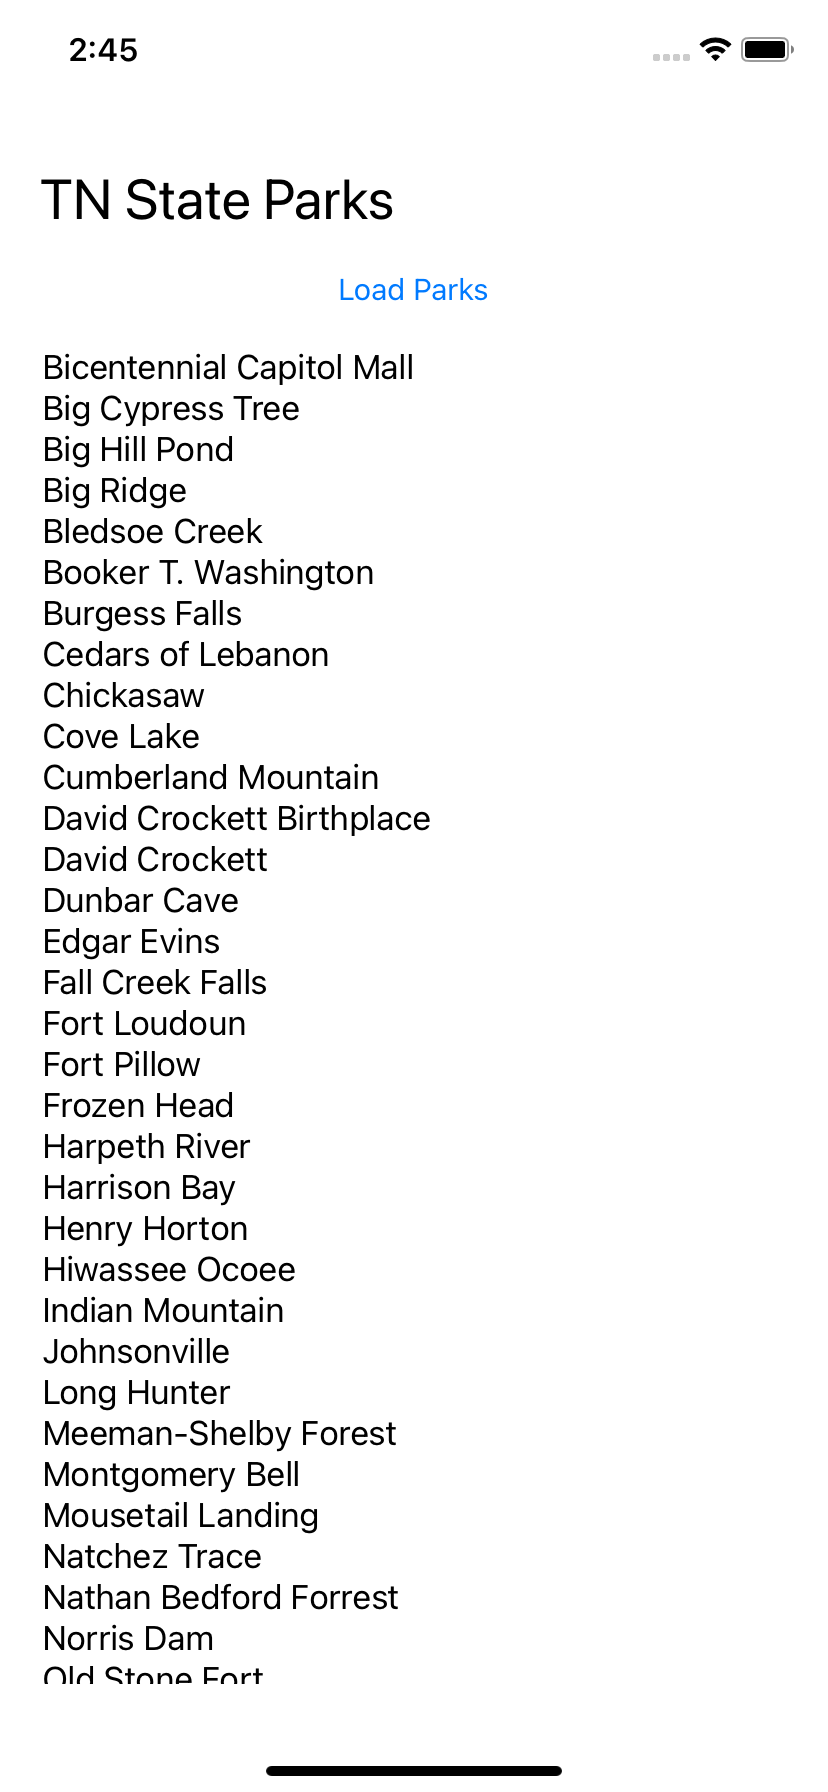 2:45
TN State Parks
Load Parks
Bicentennial Capitol Mall
Big Cypress Tree
Big Hill Pond
Big Ridge
Bledsoe Creek
Booker T. Washington
Burgess Falls
Cedars of Lebanon
Chickasaw
Cove Lake
Cumberland Mountain
David Crockett Birthplace
David Crockett
Dunbar Cave
Edgar Evins
Fall Creek Falls
Fort Loudoun
Fort Pillow
Frozen Head
Harpeth River
Harrison Bay
Henry Horton
Hiwassee Ocoee
Indian Mountain
Johnsonville
Long Hunter
Meeman-Shelby Forest
Montgomery Bell
Mousetail Landing
Natchez Trace
Nathan Bedford Forrest
Norris Dam
Old Stone Fort